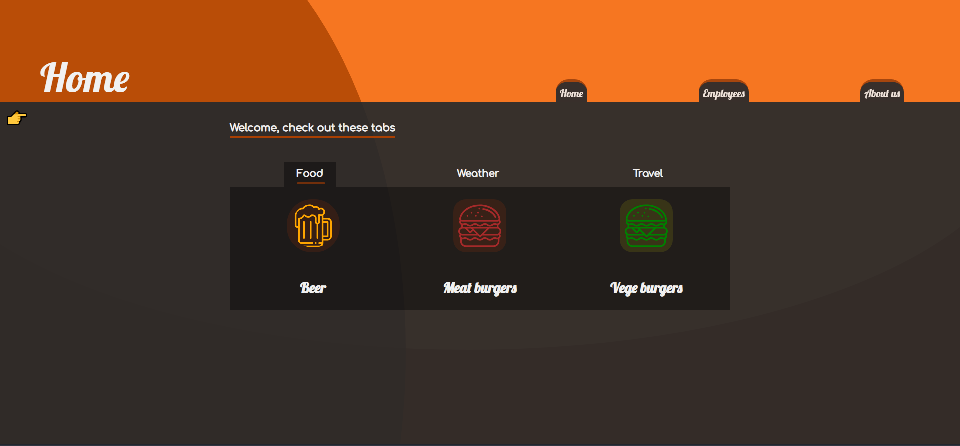 Home
Home
Employees
About us
Welcome, check out these tabs
Food
Weather
Travel
Beer
Meat burgers
Vege burgers